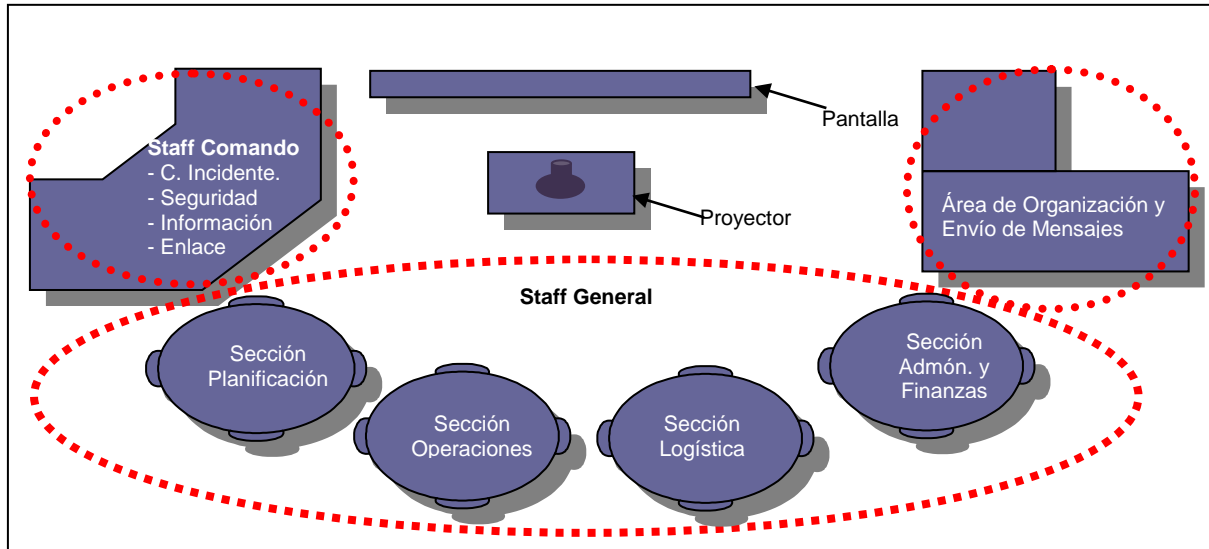 Pantalla
Staff Comando
- C. Incidente.
- Seguridad
- Información
- Enlace
Proyector
Área de Organización y
Envío de Mensajes
Staff General
Sección
Planificación
Sección
Operaciones
Sección
Logística
Sección
Admón. y
Finanzas